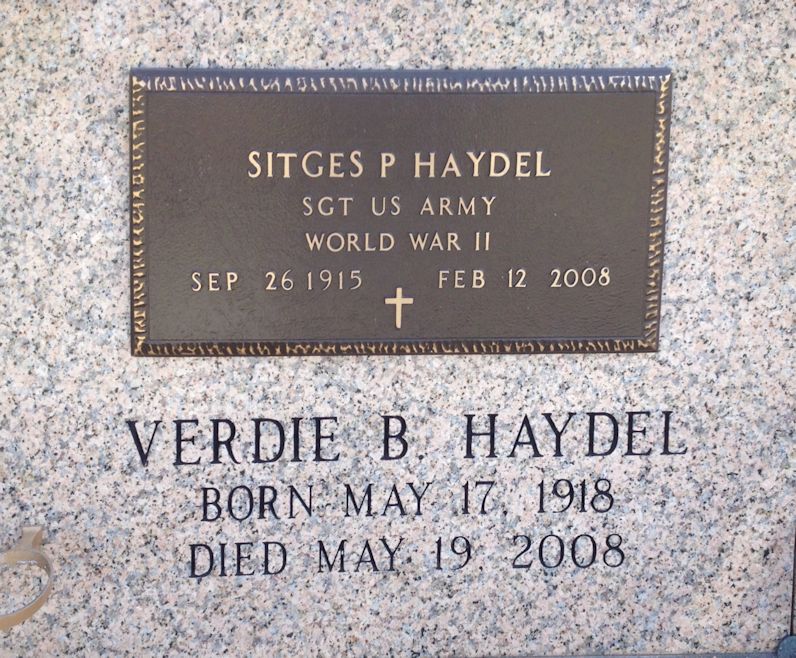 SITGES P HAYDEL
SGT US ARMY
WORLD WAR II
SEP 26 1915 FEB 12 2008
VERDIE B. HAYDEL
BORN MAY 17, 1918
DIED MAY 19, 2008